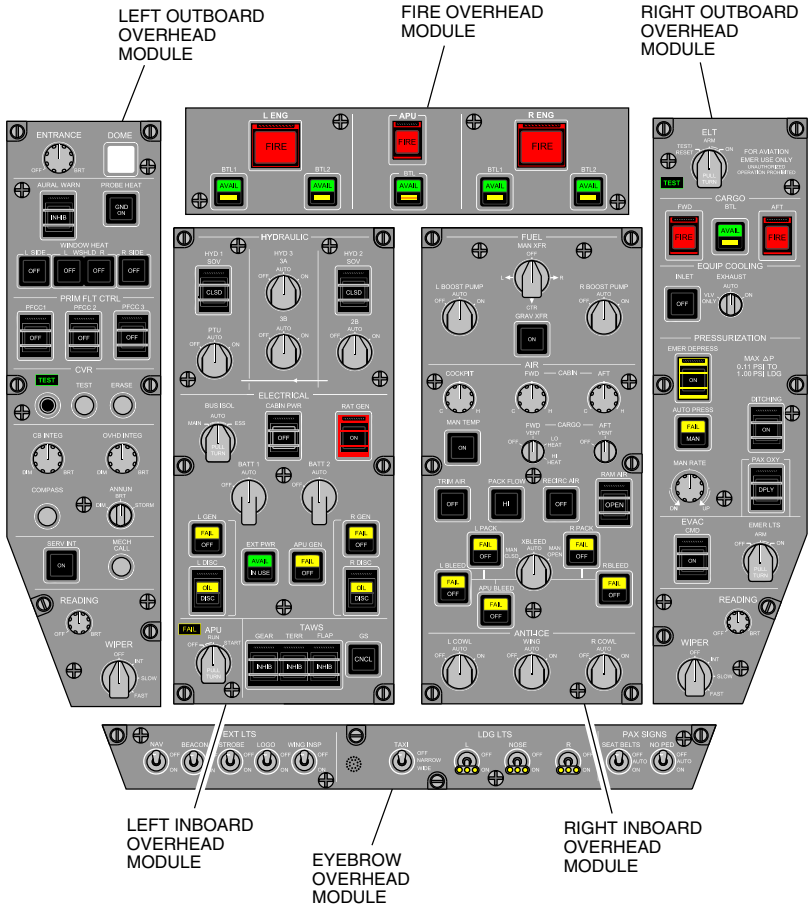 LEFT OUTBOARD
OVERHEAD
MODULE
FIRE OVERHEAD
MODULE
RIGHT OUTBOARD
OVERHEAD
MODULE
ENTRANCE
DOME
OFF BRT
AURAL WARN
PROBE HEAT
INHIB
GND
ON
WINDOW HEAT
L SIDE L WSHLD R R SIDE
OFF OFF OFF OFF
PRIM FLT CTRL
PFCC1 PFCC 2 PFCC 3
OFF OFF OFF
CVR
TEST TEST ERASE
CB INTEG OVHD INTEG
DIM BRT DIM BRT
COMPASS
ANNUN
BRT
DIM STORM
SERV INT
MECH
CALL
ON
READING
OFF BRT
WIPER
OFF
INT
SLOW
FAST
L ENG
APU
R ENG
FIRE
FIRE
FIRE
BTL1 BTL2 BTL BTL1 BTL2
AVAIL AVAIL AVAIL AVAIL AVAIL
HYDRAULIC
HYD 1
SOV
HYD 3
3A
AUTO
OFF ON
HYD 2
SOV
CLSD
CLSD
PTU
AUTO
OFF ON
3B
AUTO
OFF ON
2B
AUTO
OFF ON
ELECTRICAL
BUS ISOL
AUTO
MAIN ESS
PULL
TURN
CABIN PWR
OFF
RAT GEN
ON
BATT 1 BATT 2
AUTO AUTO
OFF OFF
L GEN
FAIL
OFF
R GEN
FAIL
OFF
EXT PWR
AVAIL
IN USE
APU GEN
FAIL
OFF
L DISC
OIL
DISC
R DISC
OIL
DISC
FAIL
APU
RUN
OFF START
PULL
TURN
TAWS
GEAR TERR FLAP
INHIB INHIB INHIB
GS
CNCL
FUEL
MAN XFR
OFF ON
L R
CTR
L BOOST PUMP
AUTO
OFF ON
R BOOST PUMP
AUTO
OFF ON
GRAV XFR
ON
AIR
COCKPIT
FWD CABIN AFT
C H C H C H
MAN TEMP
ON
FWD CARGO AFT
VENT VENT
OFF LO
HEAT OFF
HI
HEAT
TRIM AIR PACK FLOW RECIRC AIR RAM AIR
OFF HI OFF OPEN
L PACK
FAIL
OFF
XBLEED
AUTO
MAN
CLSD
MAN
OPEN
R PACK
FAIL
OFF
L BLEED
FAIL
OFF
APU BLEED
FAIL
OFF
R BLEED
FAIL
OFF
ANTI-ICE
L COWL
AUTO
OFF ON
WING
AUTO
OFF ON
R COWL
AUTO
OFF ON
ELT
ARM
TEST/
RESET
ON
PULL
TURN
FOR AVIATION
EMER USE ONLY
UNAUTHORIZED
OPERATION PROHIBITED
TEST
CARGO
FWD BTL AFT
FIRE AVAIL FIRE
EQUIP COOLING
INLET
OFF
EXHAUST
AUTO
VLV
ONLY
ON
PRESSURIZATION
EMER DEPRESS
ON
MAX ΔP
0.11 PSI TO
1.00 PSI LDG
AUTO PRESS
FAIL
MAN
DITCHING
ON
MAN RATE
DN UP
PAX OXY
DPLY
EVAC
CMD
ON
EMER LTS
ARM
OFF ON
PULL
TURN
READING
OFF BRT
WIPER
OFF
INT
SLOW
FAST
EXT LTS
NAV BEACON STROBE LOGO WING INSP
OFF OFF OFF OFF OFF
ON ON ON ON ON
TAXI
OFF
NARROW
WIDE
LDG LTS
L NOSE R
OFF OFF OFF
ON ON ON
PAX SIGNS
SEAT BELTS NO PED
OFF OFF
AUTO AUTO
ON ON
LEFT INBOARD
OVERHEAD
MODULE
EYEBROW
OVERHEAD
MODULE
RIGHT INBOARD
OVERHEAD
MODULE